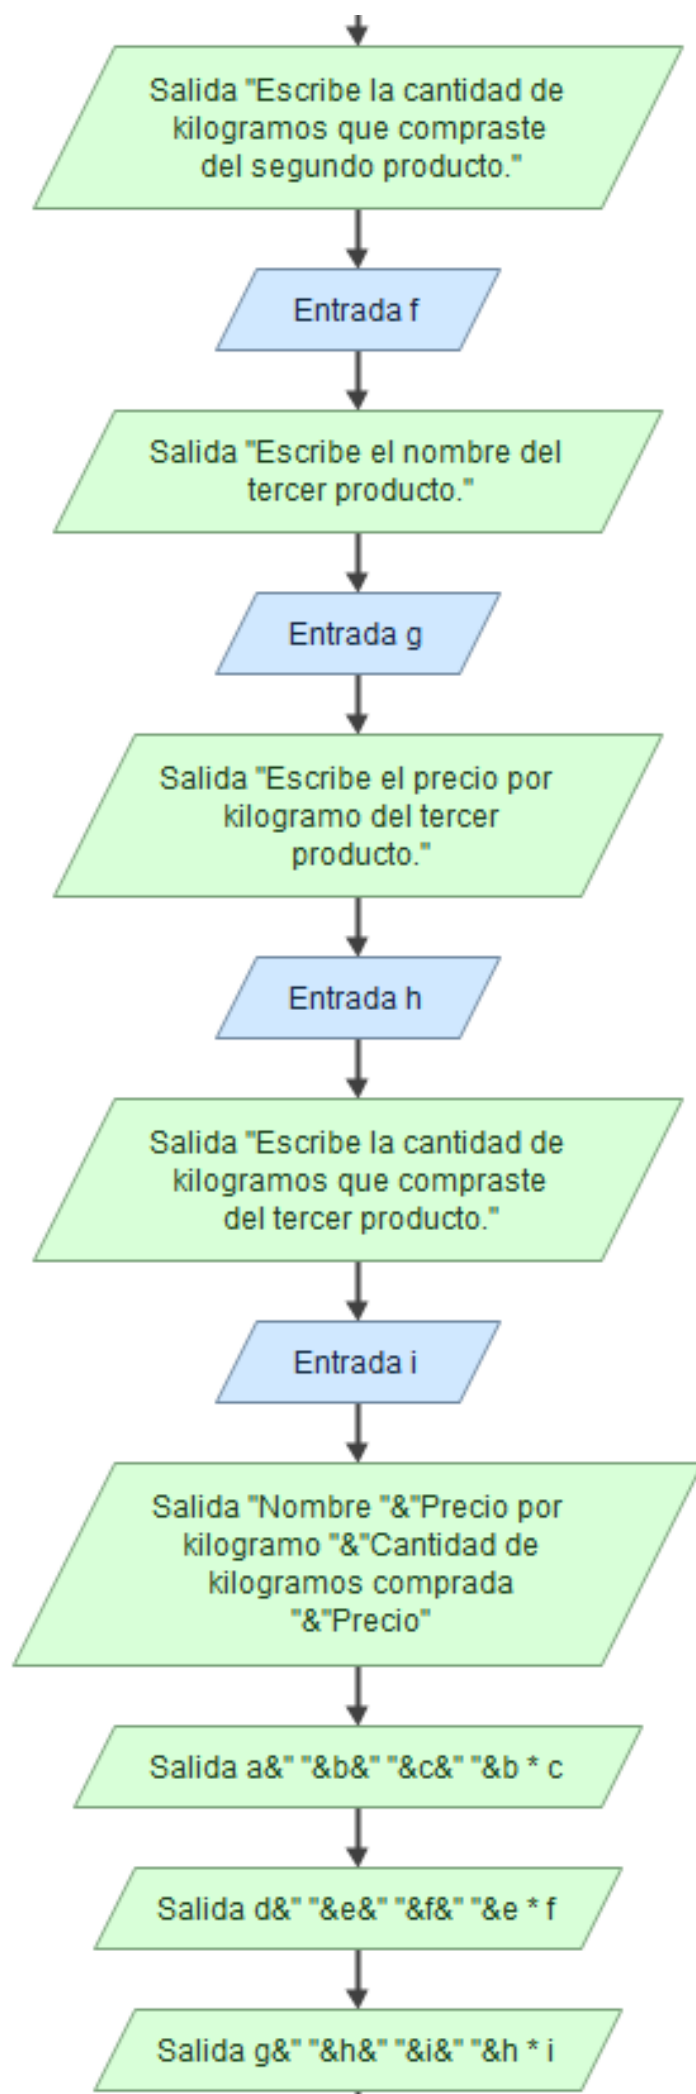 Salida "Escribe la cantidad de
kilogramos que compraste
del segundo producto."
Entrada f
Salida "Escribe el nombre del
tercer producto."
Entrada g
Salida "Escribe el precio por
kilogramo del tercer
producto."
Entrada h
Salida "Escribe la cantidad de
kilogramos que compraste
del tercer producto."
Entrada i
Salida "Nombre "&"Precio por
kilogramo "&"Cantidad de
kilogramos comprada
"&"Precio"
Salida a&" "&b&" "&c&" "&b * c
Salida d&" "&e&" "&f&" "&e * f
Salida g&" "&h&" "&i&" "&h * i